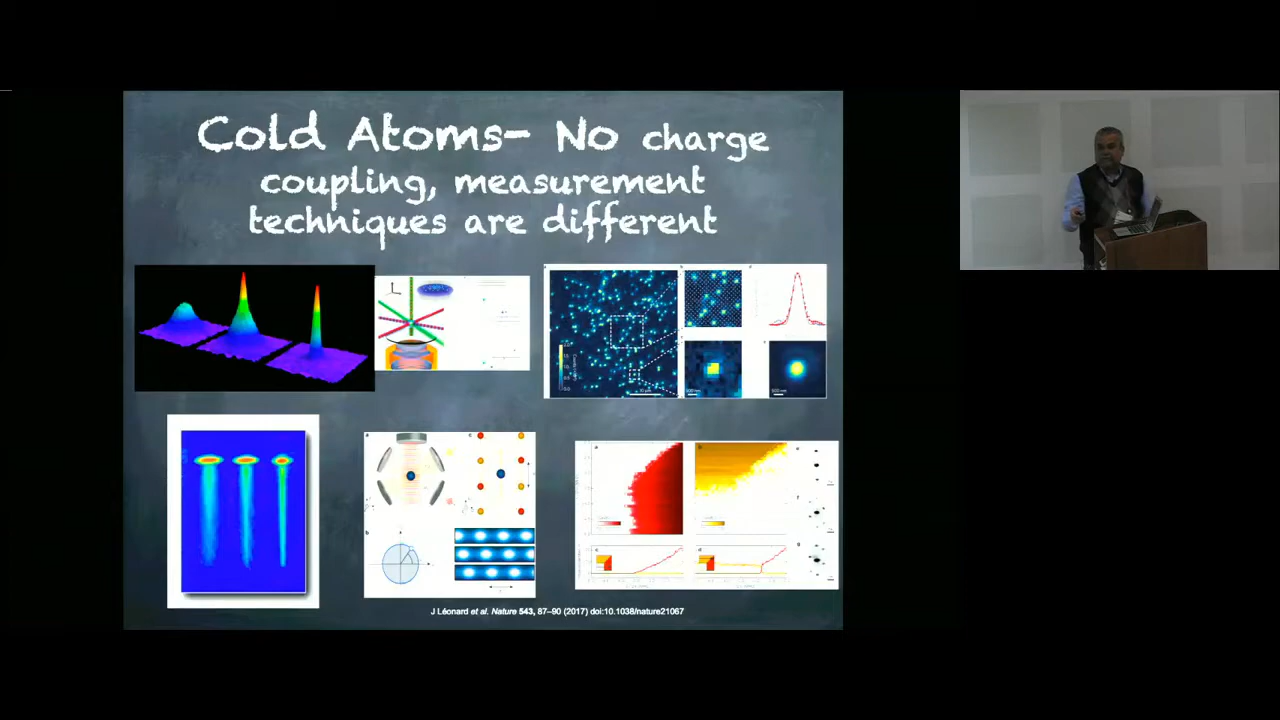 Cold Atoms- No charge
coupling, measurement
techniques are different
J Léonard et al. Nature 543, 87–90 (2017) doi:10.1038/nature21067